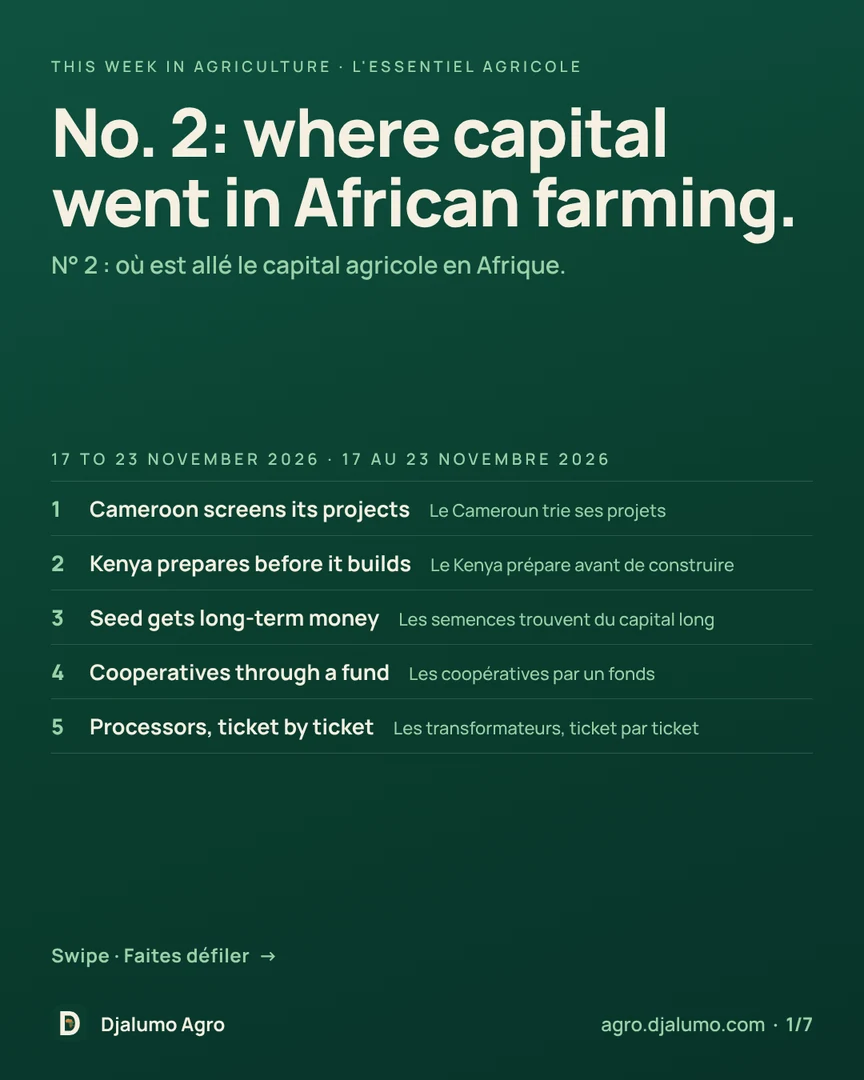 THIS WEEK IN AGRICULTURE · L'ESSENTIEL AGRICOLE
No. 2: where capital
went in African farming.
N° 2 : où est allé le capital agricole en Afrique.
17 TO 23 NOVEMBER 2026 · 17 AU 23 NOVEMBRE 2026
1 Cameroon screens its projects Le Cameroun trie ses projets
2 Kenya prepares before it builds Le Kenya prépare avant de construire
3 Seed gets long-term money Les semences trouvent du capital long
4 Cooperatives through a fund Les coopératives par un fonds
5 Processors, ticket by ticket Les transformateurs, ticket par ticket
Swipe · Faites défiler →
D Djalumo Agro agro.djalumo.com · 1/7